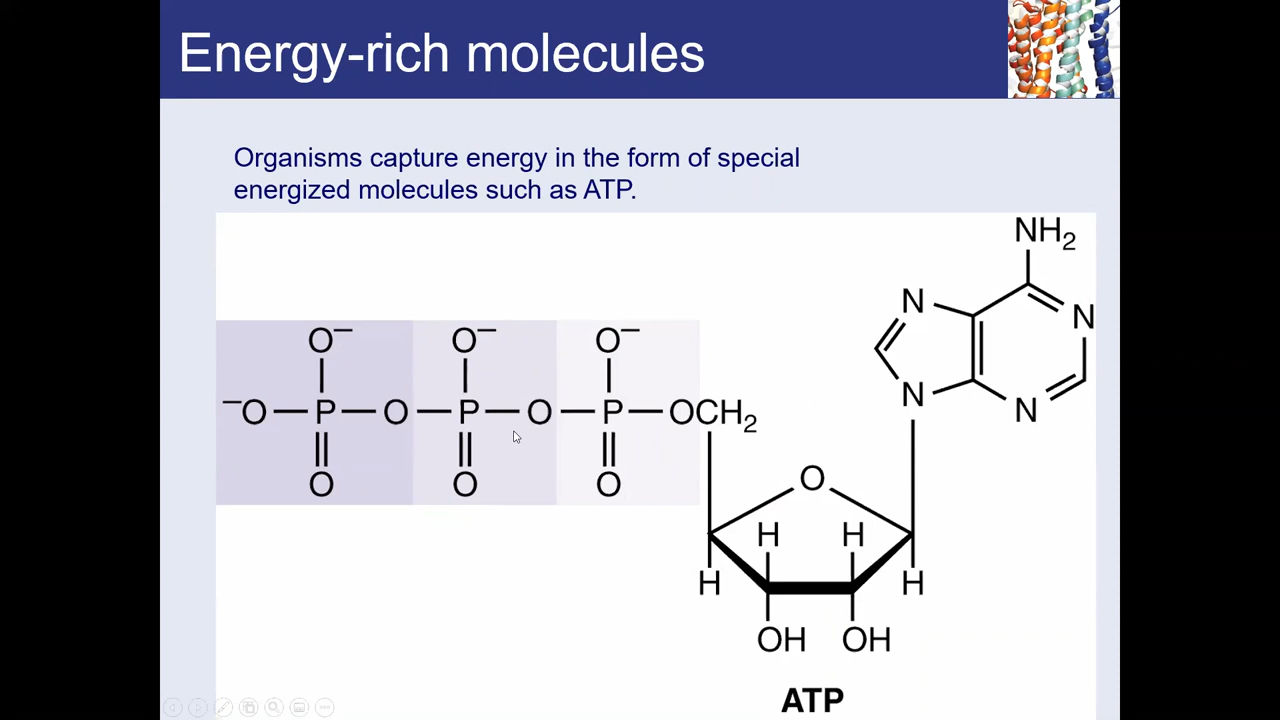 Energy-rich molecules
Organisms capture energy in the form of special
energized molecules such as ATP.
NH₂
N
N
O⁻ O⁻ O⁻
⁻O P O P O P OCH₂
N
N
O O O
O
H H
H H
OH OH
ATP